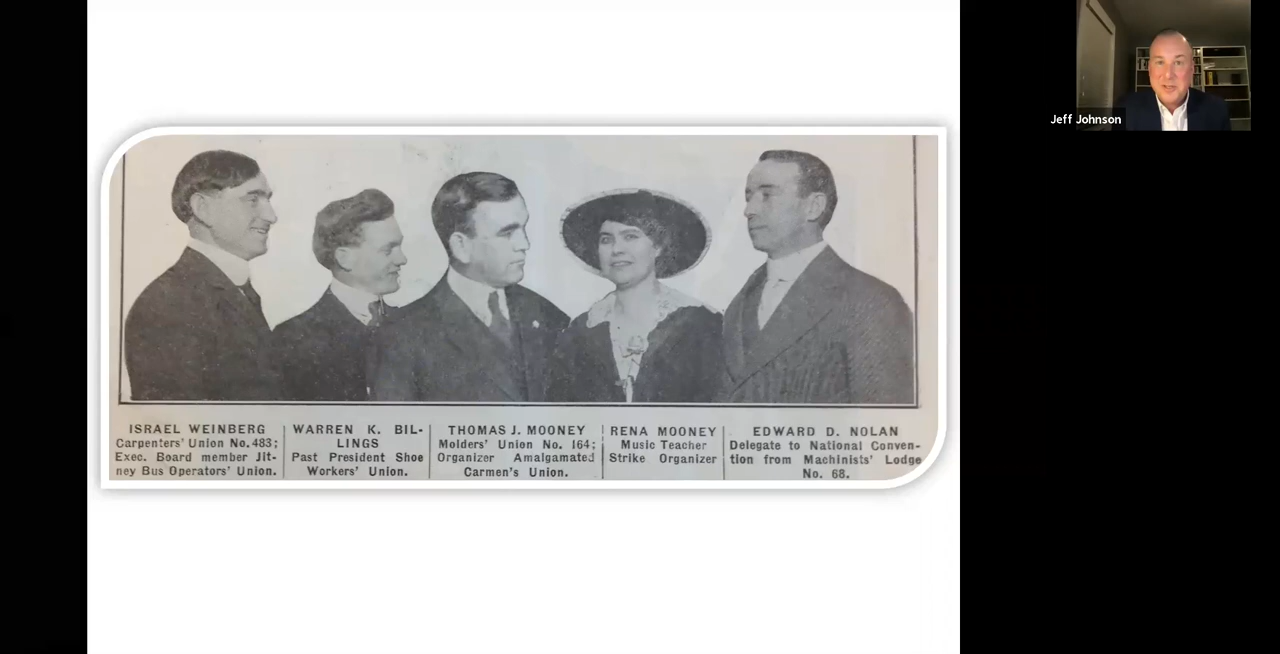 Jeff Johnson
ISRAEL WEINBERG
Carpenters' Union No. 483;
Exec. Board member Jit-
ney Bus Operators' Union.
WARREN K. BIL-
LINGS
Past President Shoe
Workers' Union.
THOMAS J. MOONEY
Molders' Union No. 164;
Organizer Amalgamated
Carmen's Union.
RENA MOONEY
Music Teacher
Strike Organizer
EDWARD D. NOLAN
Delegate to National Conven-
tion from Machinists' Lodge
No. 68.